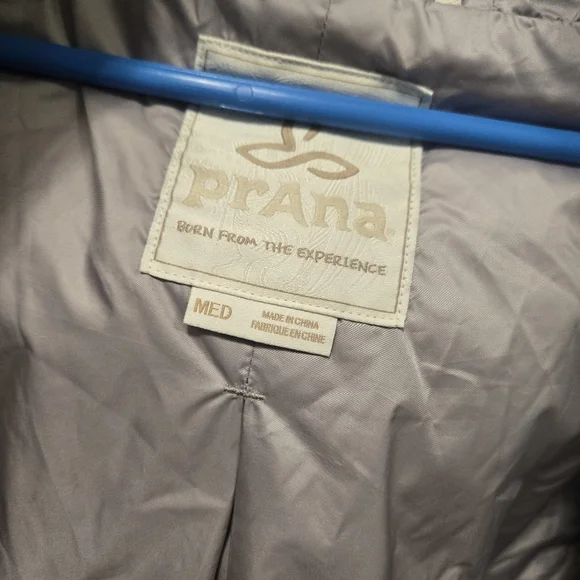 prAna
BORN FROM THE EXPERIENCE
MED
MADE IN CHINA
FABRIQUE EN CHINE